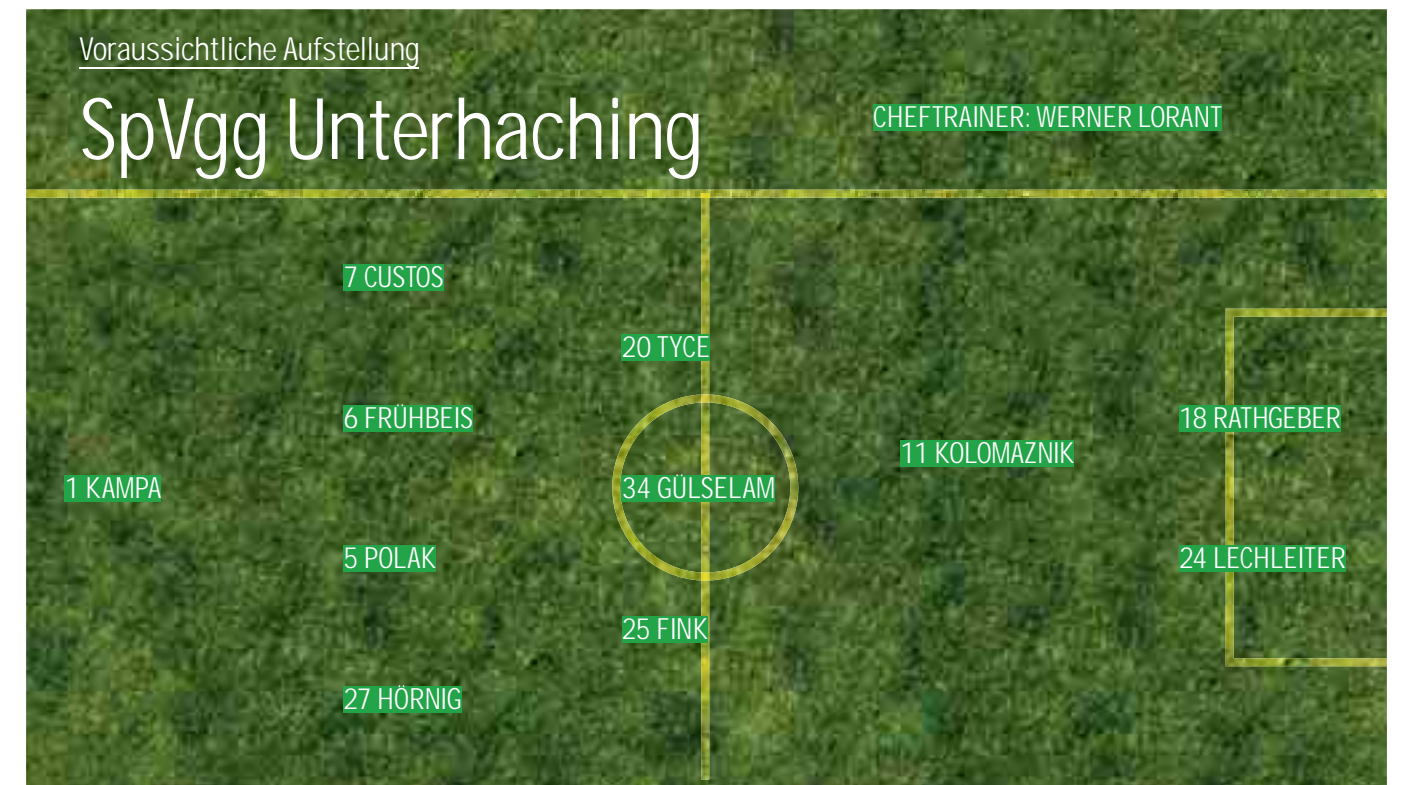 Voraussichtliche Aufstellung
SpVgg Unterhaching
CHEFTRAINER: WERNER LORANT
7 CUSTOS
20 TYCE
6 FRÜHBEIS
18 RATHGEBER
11 KOLOMAZNIK
1 KAMPA
34 GÜLSELAM
5 POLAK
24 LECHLEITER
25 FINK
27 HÖRNIG